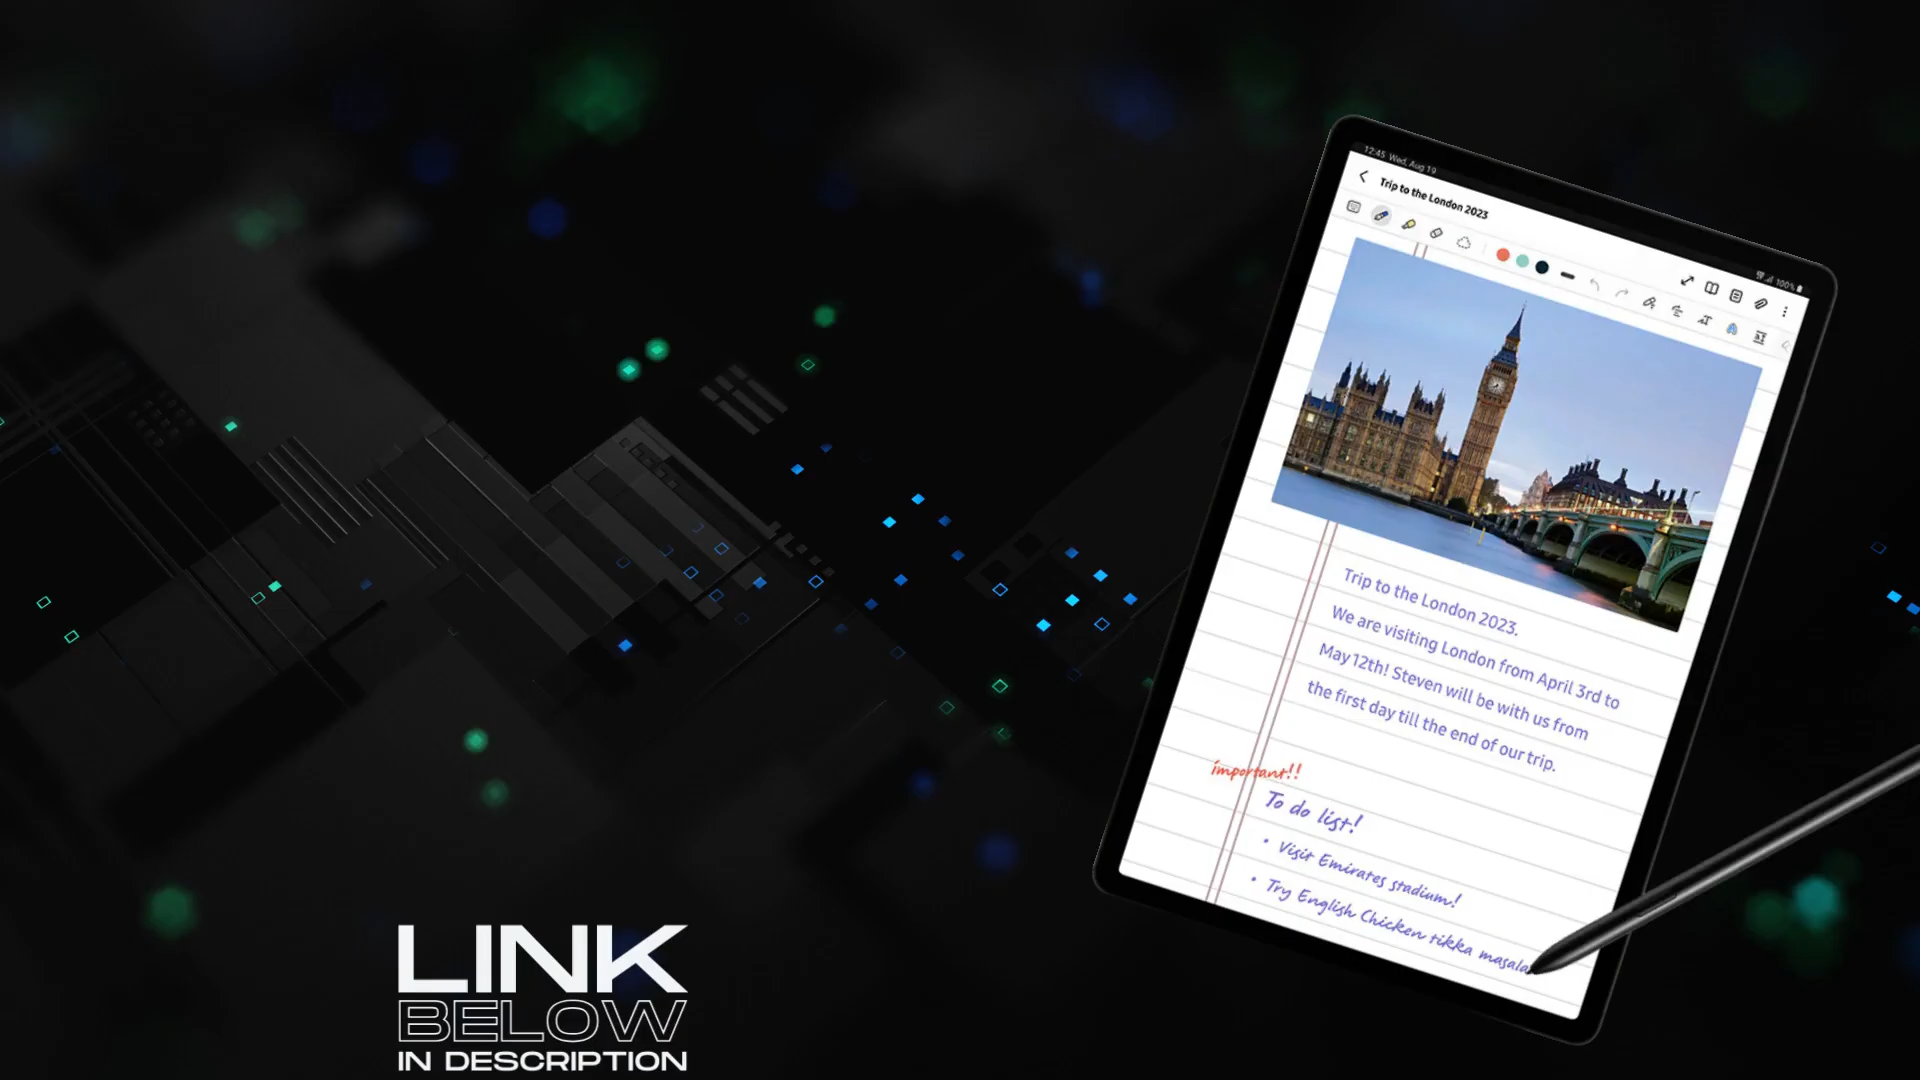 12:45 Wed, Aug 19
100%
Trip to the London 2023
Trip to the London 2023.
We are visiting London from April 3rd to
May 12th! Steven will be with us from
the first day till the end of our trip.
important!!
To do list!
• Visit Emirates stadium!
• Try English Chicken tikka masala
LINK
BELOW
IN DESCRIPTION